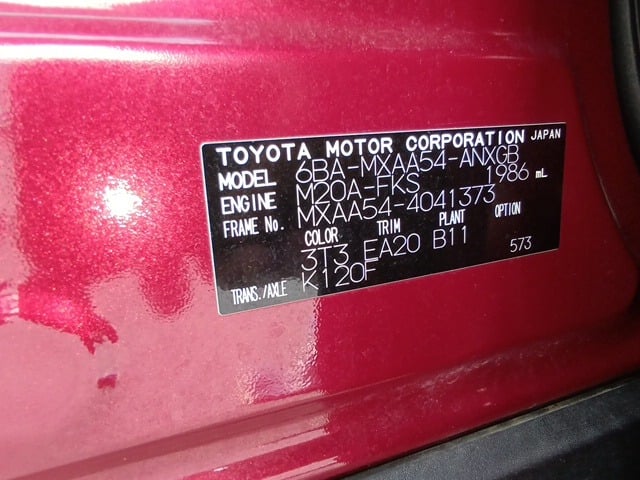 TOYOTA MOTOR CORPORATION JAPAN
MODEL 6BA-MXAA54-ANXGB
ENGINE M20A-FKS 1986 mL
FRAME No. MXAA54-4041373
COLOR TRIM PLANT OPTION
3T3 EA20 B11 573
TRANS./AXLE K120F